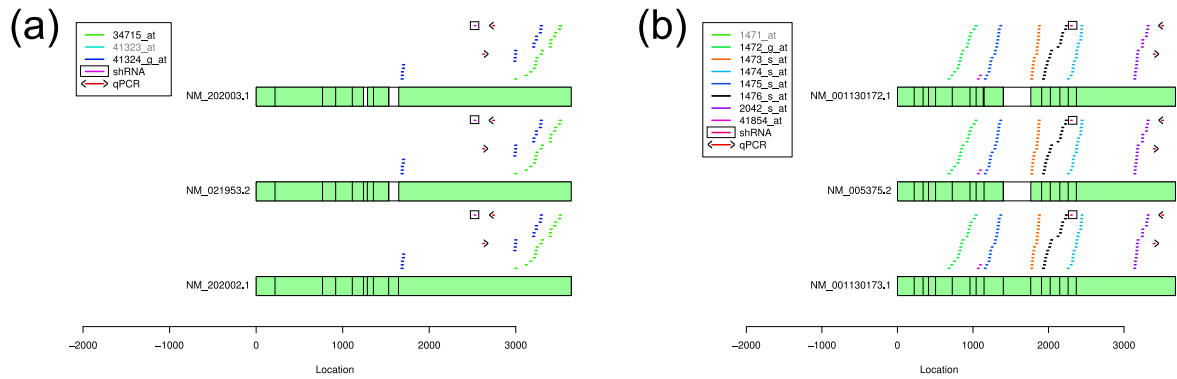 (a)
34715_at
41323_at
41324_g_at
shRNA
qPCR
NM_202003.1
NM_021953.2
NM_202002.1
−2000 −1000 0 1000 2000 3000
Location
(b)
1471_at
1472_g_at
1473_s_at
1474_s_at
1475_s_at
1476_s_at
2042_s_at
41854_at
shRNA
qPCR
NM_001130172.1
NM_005375.2
NM_001130173.1
−2000 −1000 0 1000 2000 3000
Location